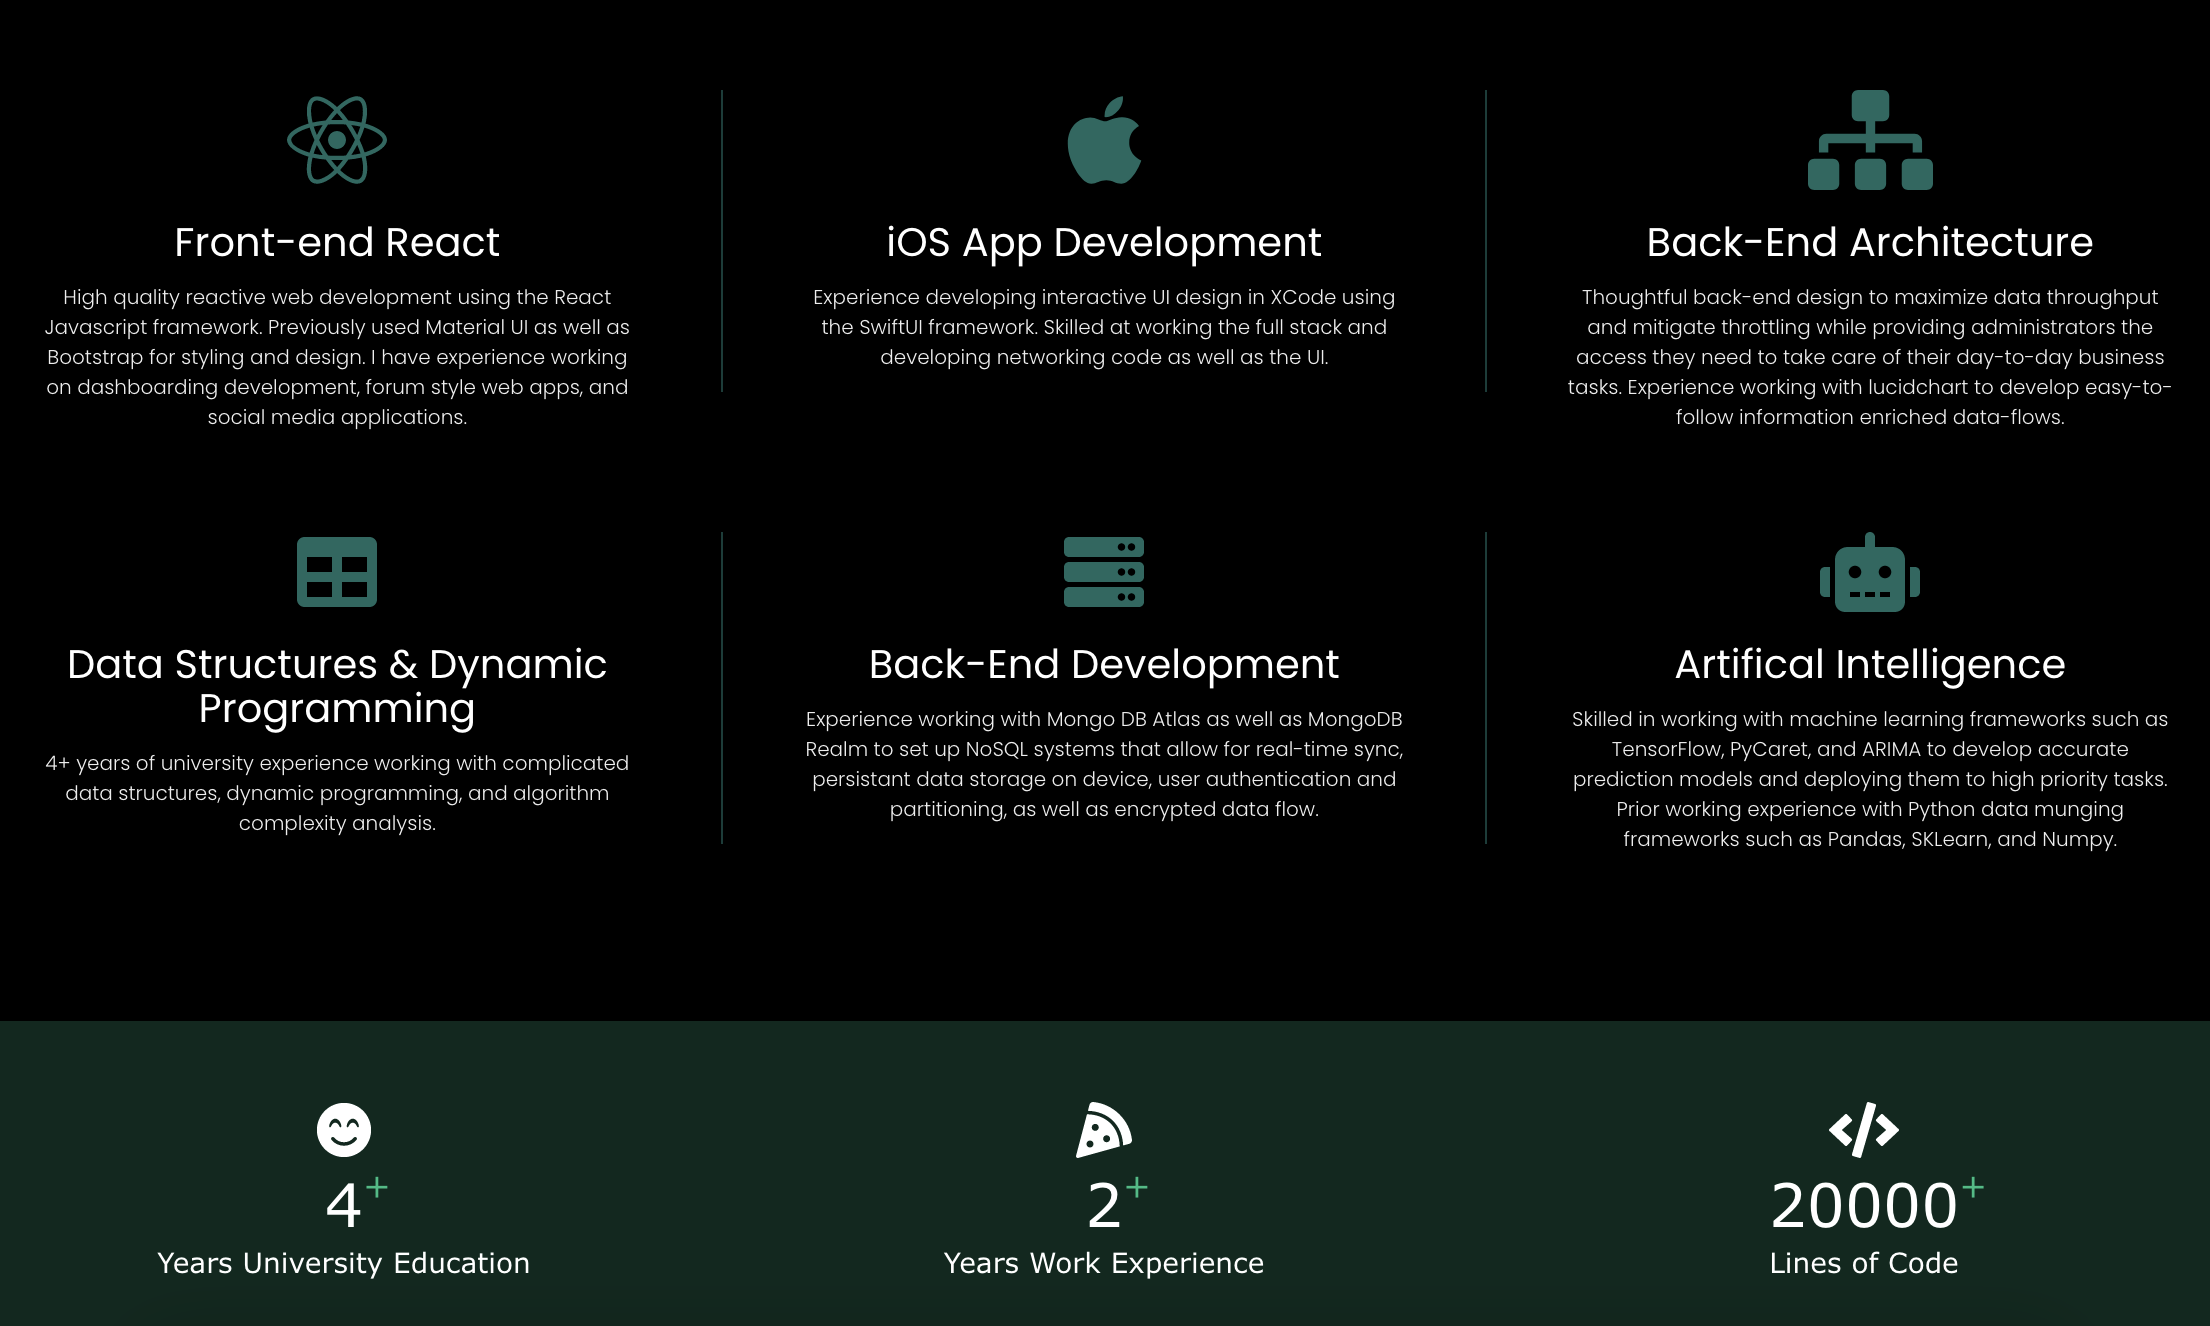 Front-end React
High quality reactive web development using the React
Javascript framework. Previously used Material UI as well as
Bootstrap for styling and design. I have experience working
on dashboarding development, forum style web apps, and
social media applications.
iOS App Development
Experience developing interactive UI design in XCode using
the SwiftUI framework. Skilled at working the full stack and
developing networking code as well as the UI.
Back-End Architecture
Thoughtful back-end design to maximize data throughput
and mitigate throttling while providing administrators the
access they need to take care of their day-to-day business
tasks. Experience working with lucidchart to develop easy-to-
follow information enriched data-flows.
Data Structures & Dynamic
Programming
4+ years of university experience working with complicated
data structures, dynamic programming, and algorithm
complexity analysis.
Back-End Development
Experience working with Mongo DB Atlas as well as MongoDB
Realm to set up NoSQL systems that allow for real-time sync,
persistant data storage on device, user authentication and
partitioning, as well as encrypted data flow.
Artifical Intelligence
Skilled in working with machine learning frameworks such as
TensorFlow, PyCaret, and ARIMA to develop accurate
prediction models and deploying them to high priority tasks.
Prior working experience with Python data munging
frameworks such as Pandas, SKLearn, and Numpy.
4+
Years University Education
2+
Years Work Experience
20000+
Lines of Code